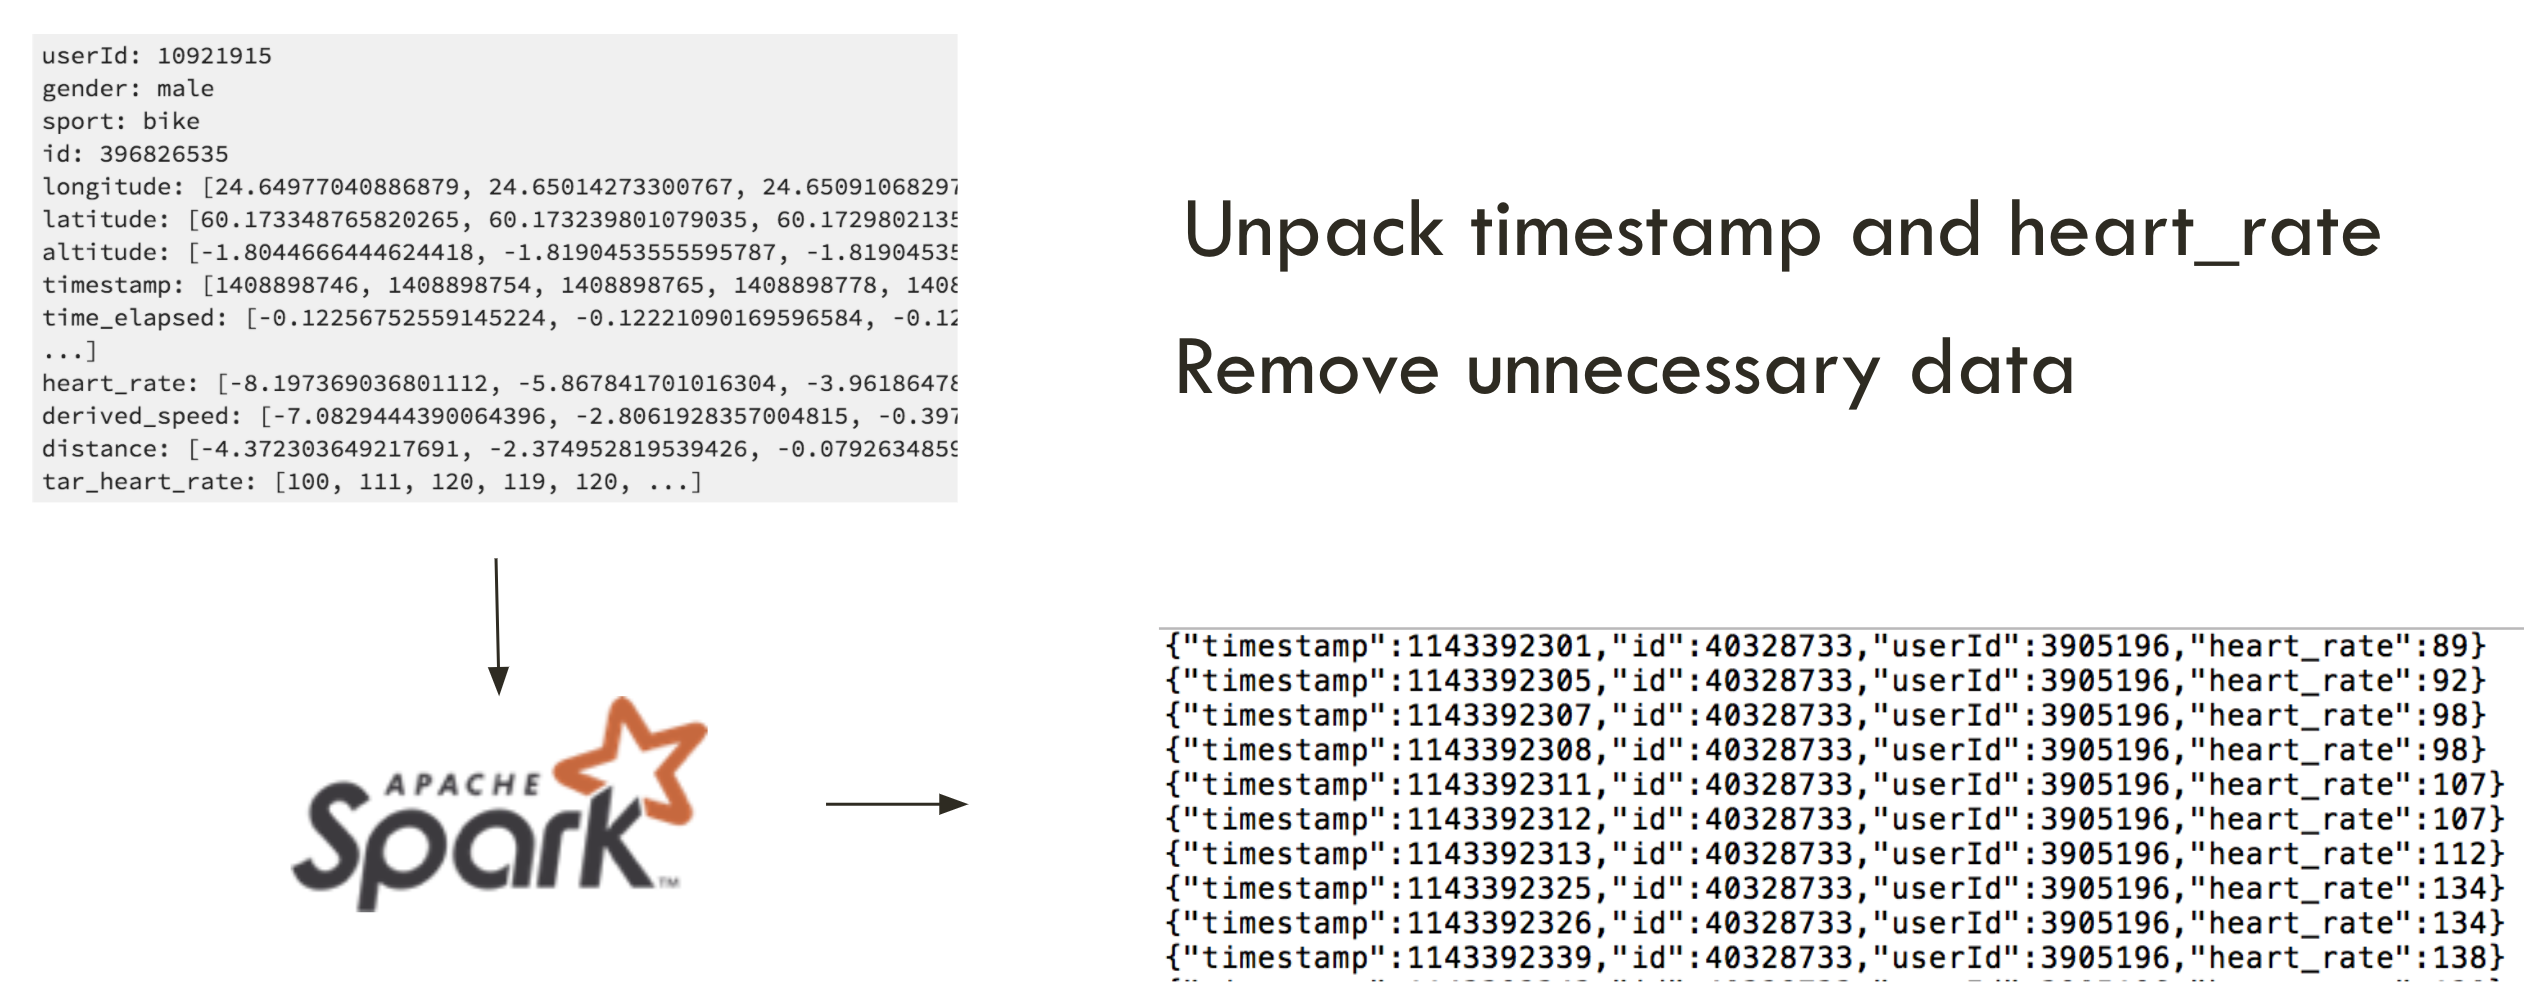 userId: 10921915
gender: male
sport: bike
id: 396826535
longitude: [24.64977040886879, 24.65014273300767, 24.65091068297
latitude: [60.173348765820265, 60.173239801079035, 60.1729802135
altitude: [-1.8044666444624418, -1.8190453555595787, -1.81904535
timestamp: [1408898746, 1408898754, 1408898765, 1408898778, 1408
time_elapsed: [-0.12256752559145224, -0.12221090169596584, -0.12
...]
heart_rate: [-8.197369036801112, -5.867841701016304, -3.96186478
derived_speed: [-7.0829444390064396, -2.8061928357004815, -0.397
distance: [-4.372303649217691, -2.374952819539426, -0.0792634859
tar_heart_rate: [100, 111, 120, 119, 120, ...]
Unpack timestamp and heart_rate
Remove unnecessary data
APACHE
Spark™
{"timestamp":1143392301,"id":40328733,"userId":3905196,"heart_rate":89}
{"timestamp":1143392305,"id":40328733,"userId":3905196,"heart_rate":92}
{"timestamp":1143392307,"id":40328733,"userId":3905196,"heart_rate":98}
{"timestamp":1143392308,"id":40328733,"userId":3905196,"heart_rate":98}
{"timestamp":1143392311,"id":40328733,"userId":3905196,"heart_rate":107}
{"timestamp":1143392312,"id":40328733,"userId":3905196,"heart_rate":107}
{"timestamp":1143392313,"id":40328733,"userId":3905196,"heart_rate":112}
{"timestamp":1143392325,"id":40328733,"userId":3905196,"heart_rate":134}
{"timestamp":1143392326,"id":40328733,"userId":3905196,"heart_rate":134}
{"timestamp":1143392339,"id":40328733,"userId":3905196,"heart_rate":138}